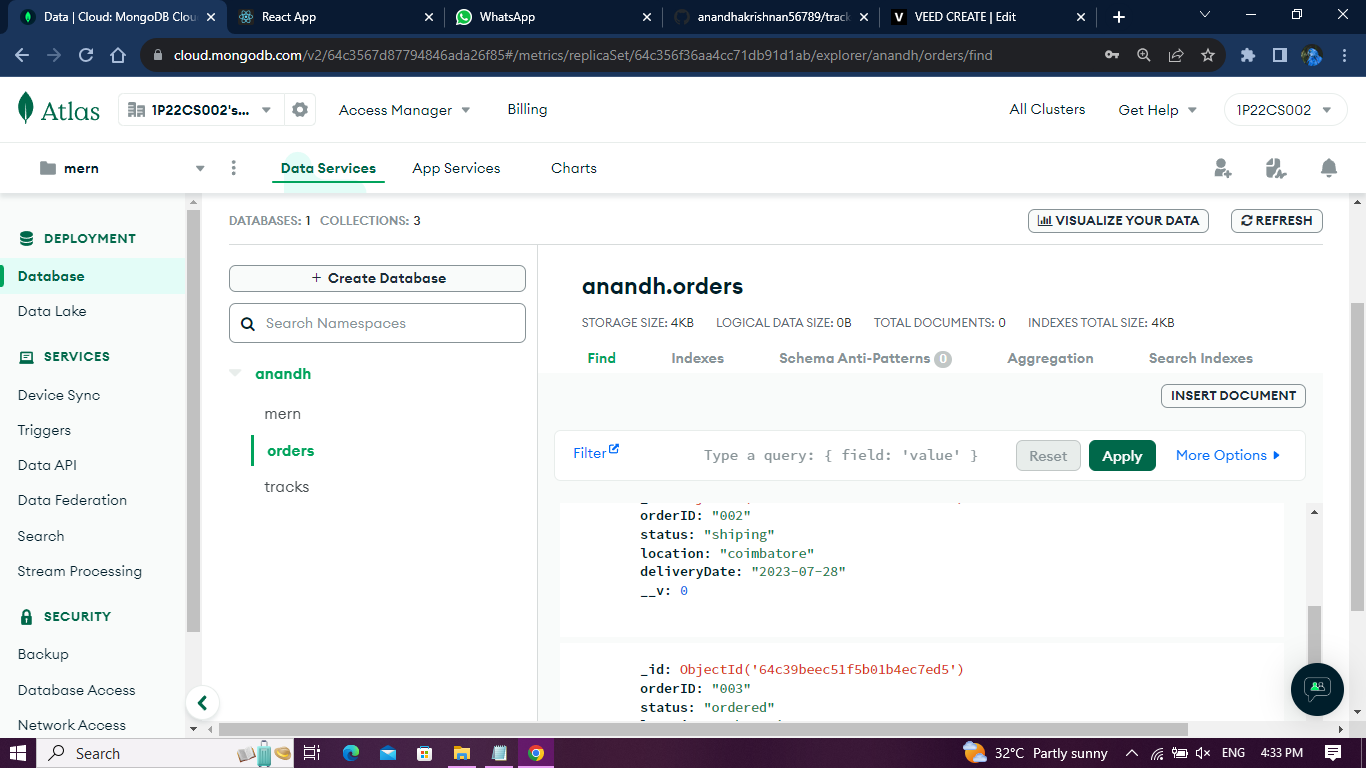 Data | Cloud: MongoDB Clou
React App
WhatsApp
anandhakrishnan56789/track
VEED CREATE | Edit
cloud.mongodb.com/v2/64c3567d87794846ada26f85#/metrics/replicaSet/64c356f36aa4cc71db91d1ab/explorer/anandh/orders/find
Atlas
1P22CS002's...
Access Manager
Billing
All Clusters
Get Help
1P22CS002
mern
Data Services
App Services
Charts
DATABASES: 1 COLLECTIONS: 3
VISUALIZE YOUR DATA
REFRESH
DEPLOYMENT
Database
Data Lake
SERVICES
Device Sync
Triggers
Data API
Data Federation
Search
Stream Processing
SECURITY
Backup
Database Access
Network Access
+ Create Database
Search Namespaces
anandh
mern
orders
tracks
anandh.orders
STORAGE SIZE: 4KB LOGICAL DATA SIZE: 0B TOTAL DOCUMENTS: 0 INDEXES TOTAL SIZE: 4KB
Find
Indexes
Schema Anti-Patterns 0
Aggregation
Search Indexes
INSERT DOCUMENT
Filter
Type a query: { field: 'value' }
Reset
Apply
More Options
orderID: "002"
status: "shiping"
location: "coimbatore"
deliveryDate: "2023-07-28"
__v: 0
_id: ObjectId('64c39beec51f5b01b4ec7ed5')
orderID: "003"
status: "ordered"
Search
32°C Partly sunny
ENG
4:33 PM